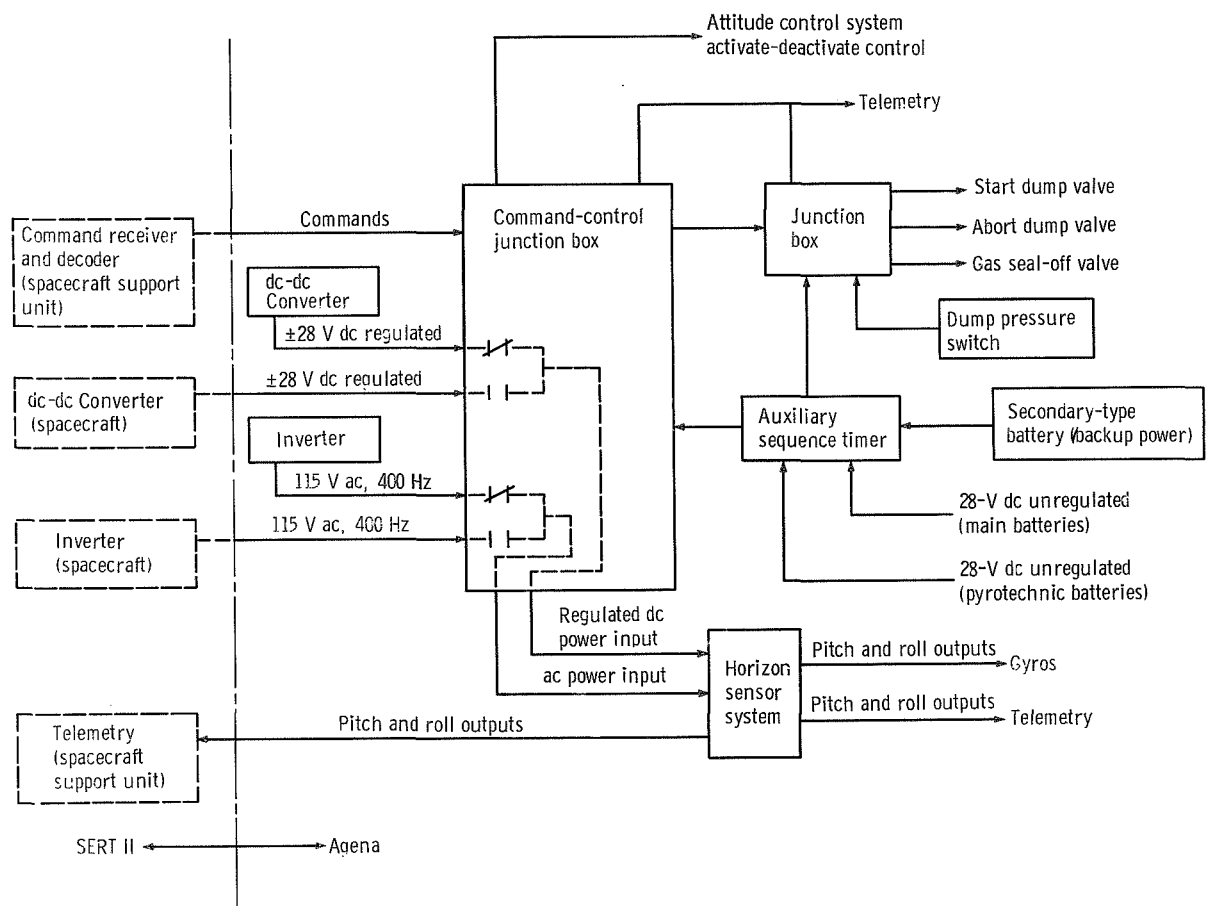 Attitude control system
activate-deactivate control
Telemetry
Command receiver
and decoder
(spacecraft support
unit)
Commands
Command-control
junction box
Junction
box
Start dump valve
Abort dump valve
Gas seal-off valve
dc-dc
Converter
±28 V dc regulated
Dump pressure
switch
±28 V dc regulated
dc-dc Converter
(spacecraft)
Inverter
Auxiliary
sequence timer
Secondary-type
battery (backup power)
115 V ac, 400 Hz
28-V dc unregulated
(main batteries)
115 V ac, 400 Hz
Inverter
(spacecraft)
28-V dc unregulated
(pyrotechnic batteries)
Regulated dc
power input
ac power input
Horizon
sensor
system
Pitch and roll outputs
Gyros
Pitch and roll outputs
Telemetry
Pitch and roll outputs
Telemetry
(spacecraft
support unit)
SERT II
Agena